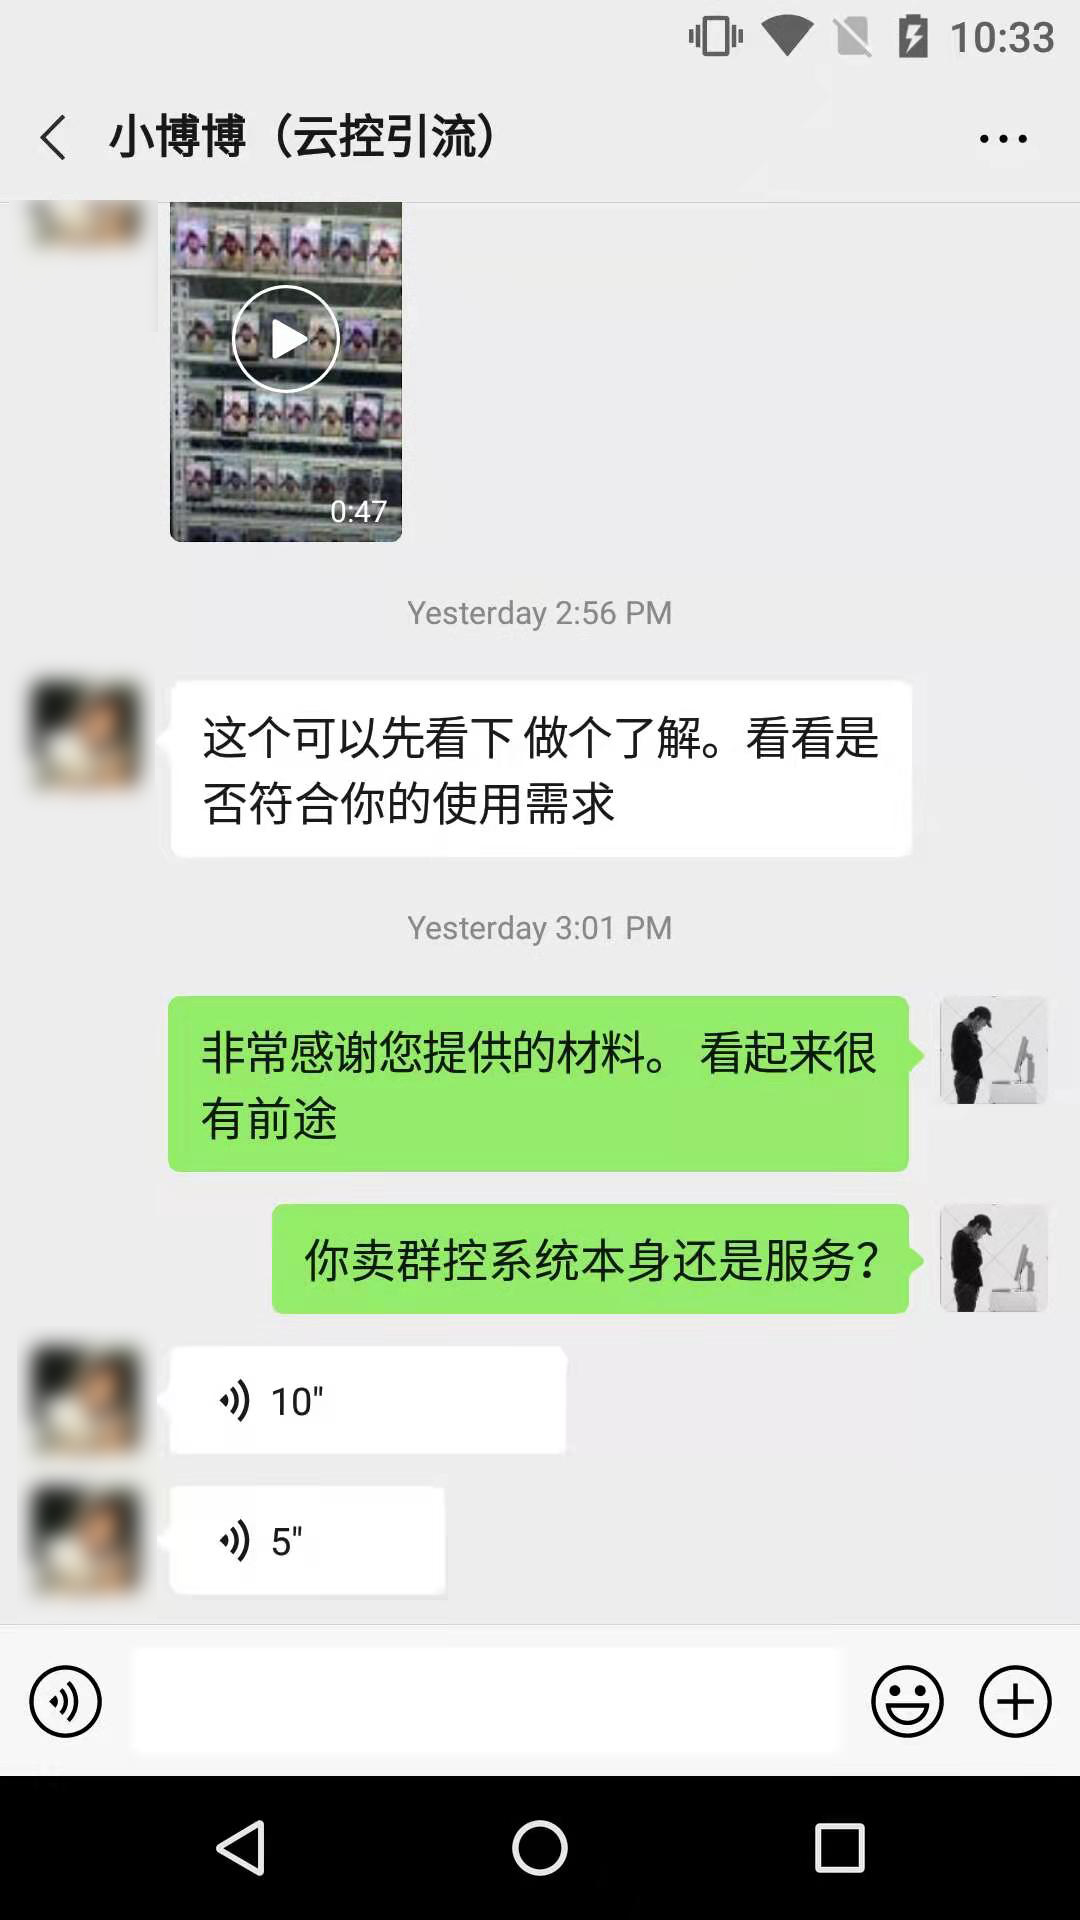 10:33
小博博（云控引流）
0:47
Yesterday 2:56 PM
这个可以先看下 做个了解。看看是
否符合你的使用需求
Yesterday 3:01 PM
非常感谢您提供的材料。 看起来很
有前途
你卖群控系统本身还是服务?
10"
5"